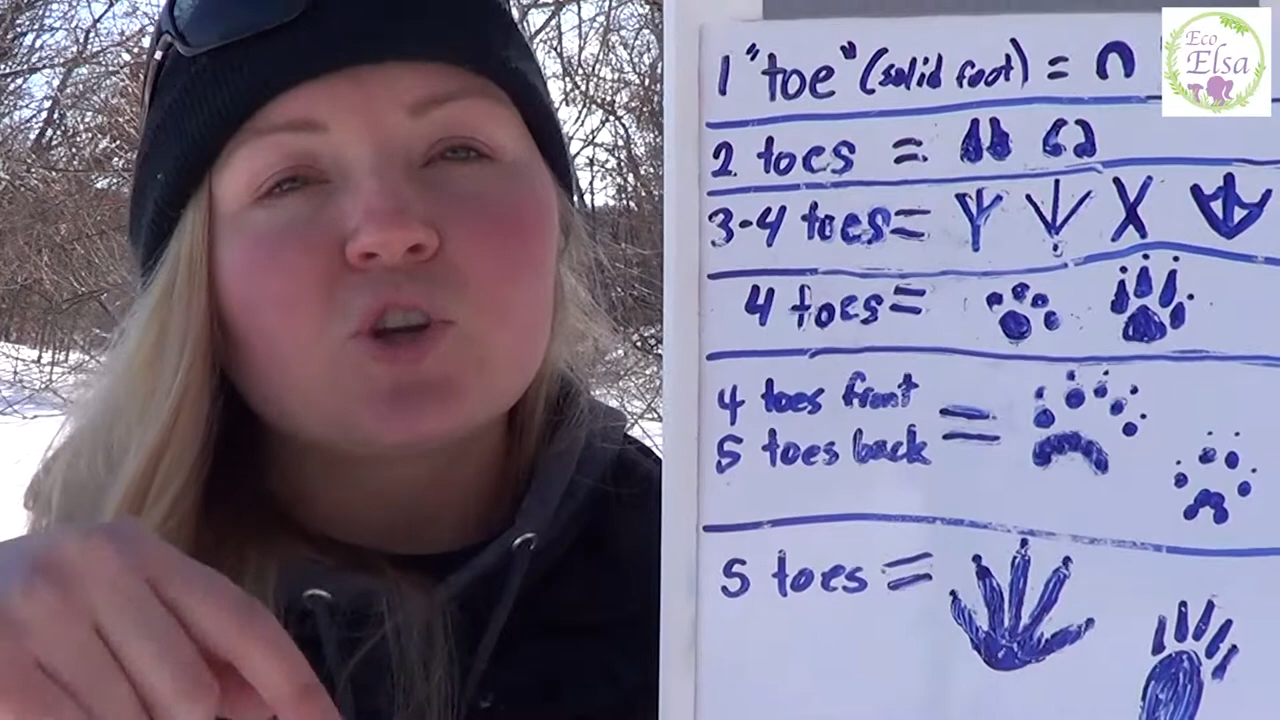 Eco
Elsa
1 "toe" (solid foot) =
2 toes =
3-4 toes=
4 toes=
4 toes front
5 toes back =
5 toes =